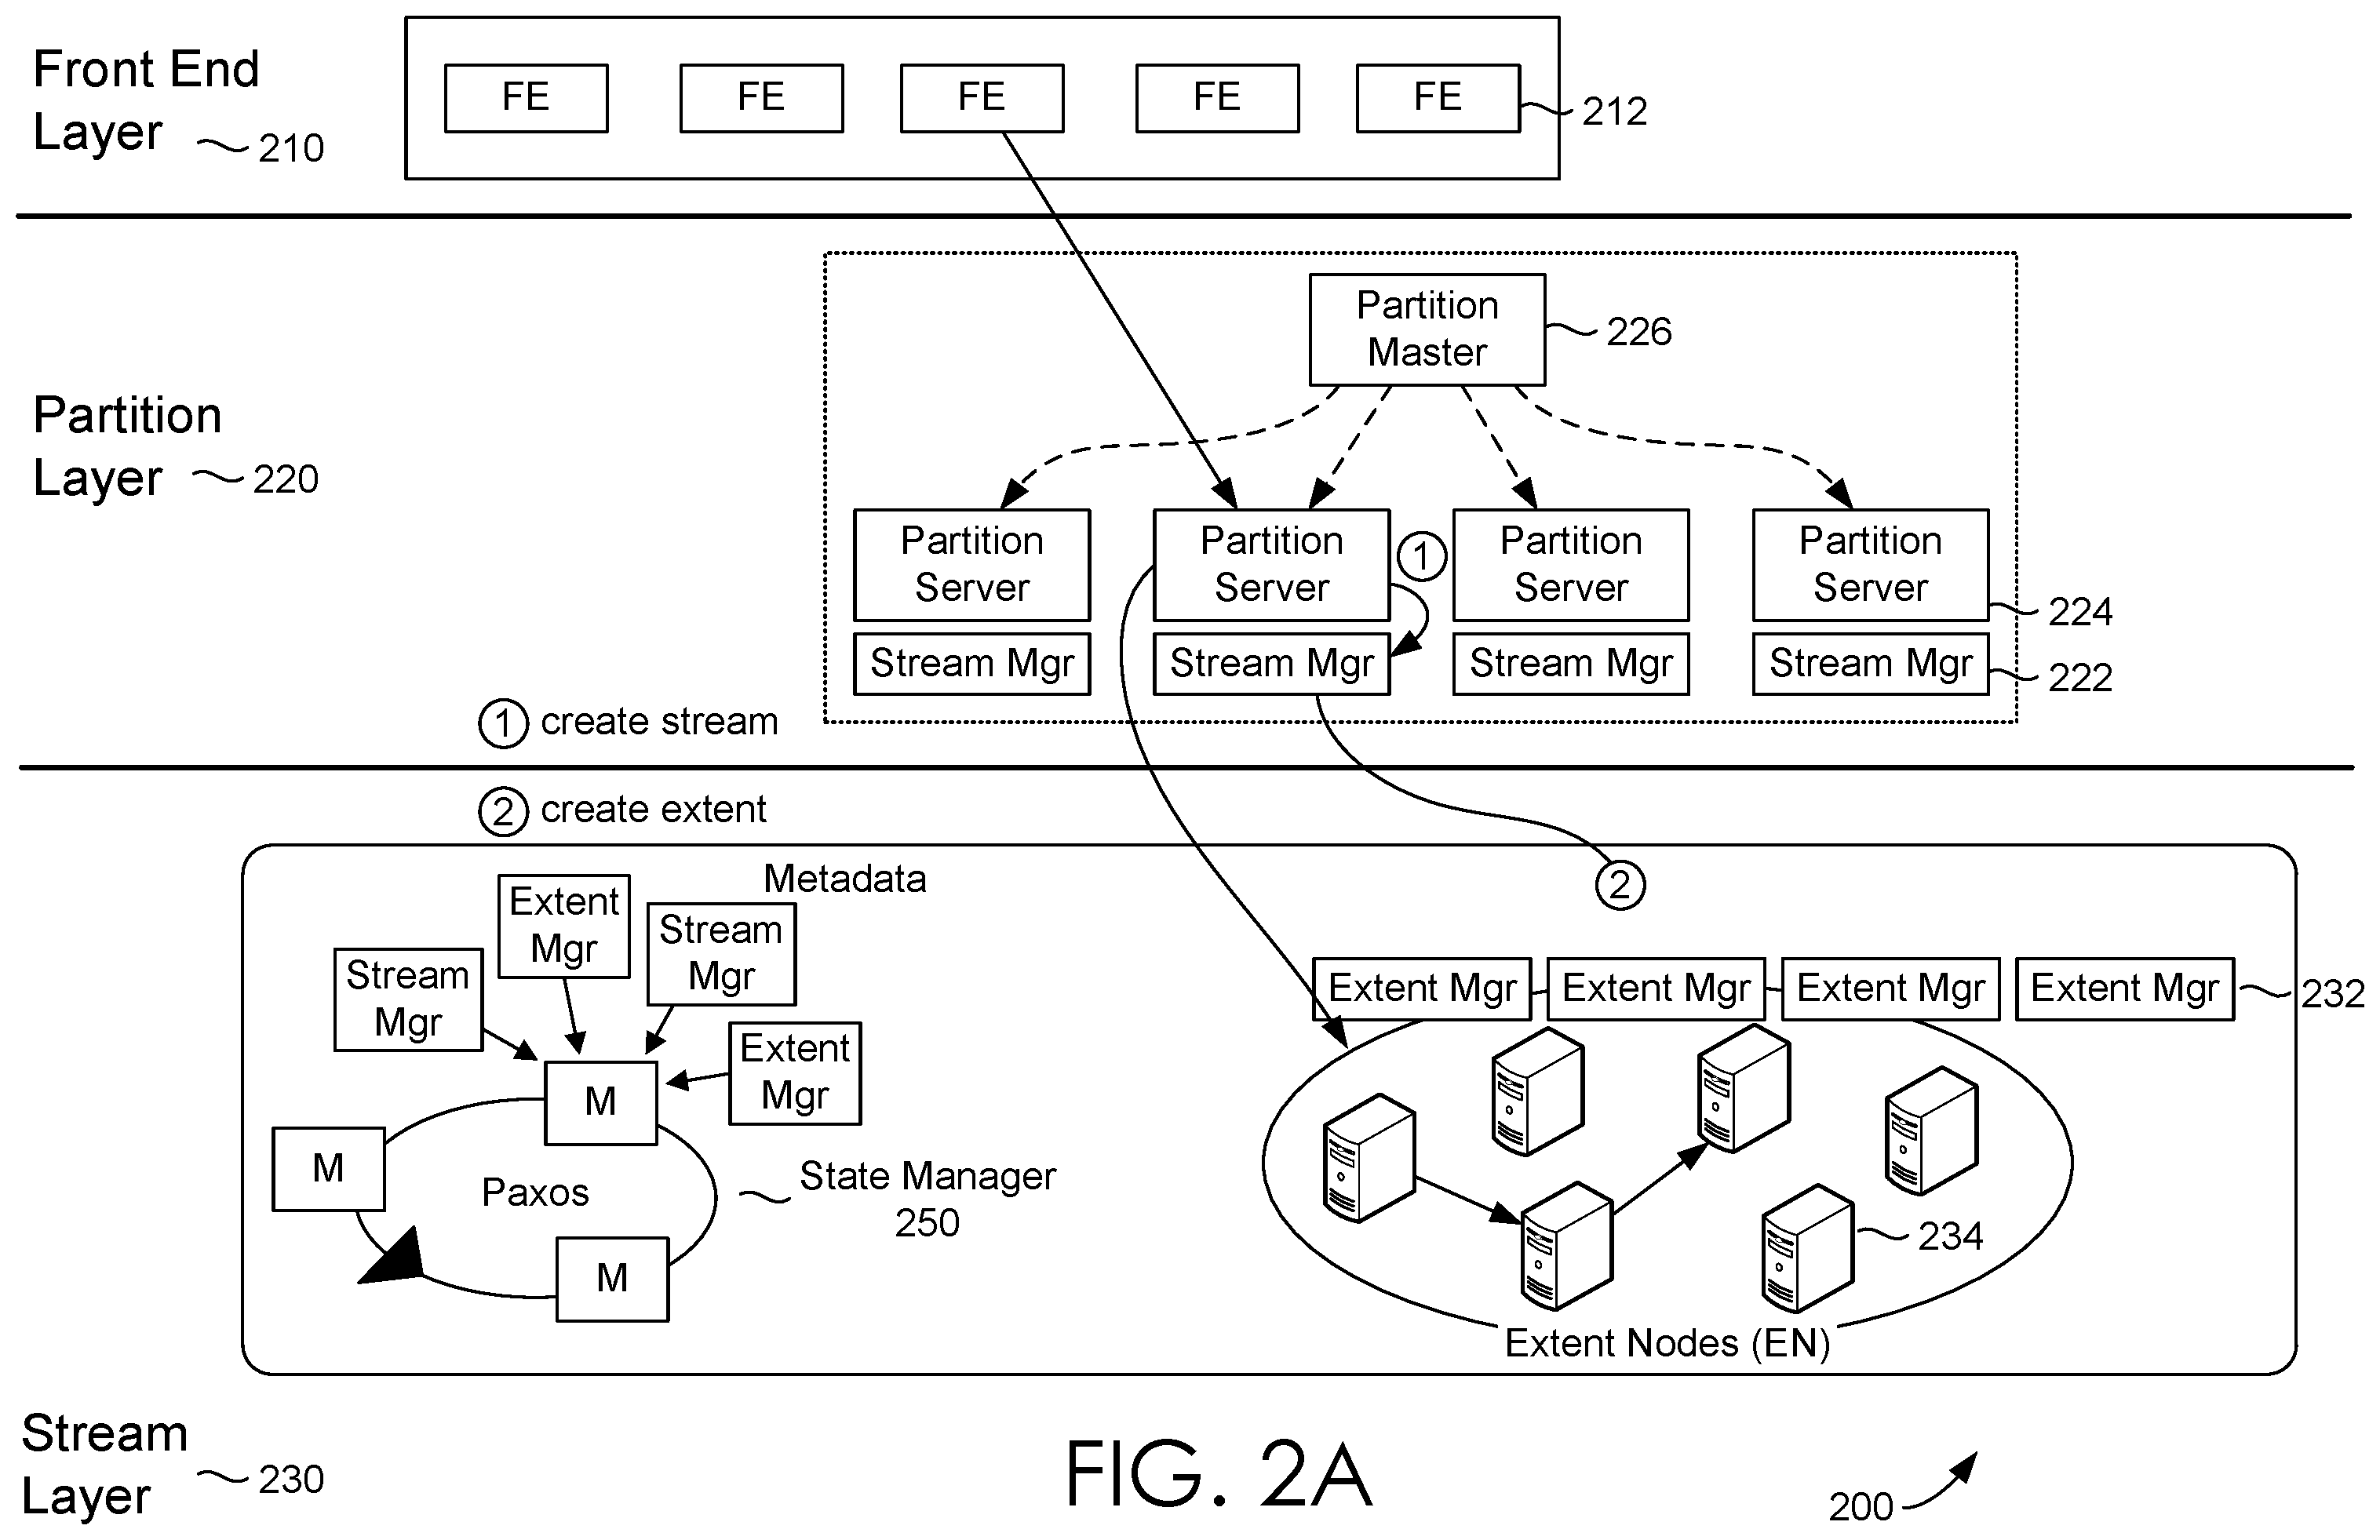 Front End
Layer
210
FE
FE
FE
FE
FE
212
Partition
Layer
220
Partition
Master
226
Partition
Server
Partition
Server
1
Partition
Server
Partition
Server
224
Stream Mgr
Stream Mgr
Stream Mgr
Stream Mgr
222
1 create stream
2 create extent
Metadata
Extent
Mgr
Stream
Mgr
Stream
Mgr
Extent
Mgr
M
M
M
Paxos
State Manager
250
2
Extent Mgr
Extent Mgr
Extent Mgr
Extent Mgr
232
234
Extent Nodes (EN)
Stream
Layer
230
FIG. 2A
200